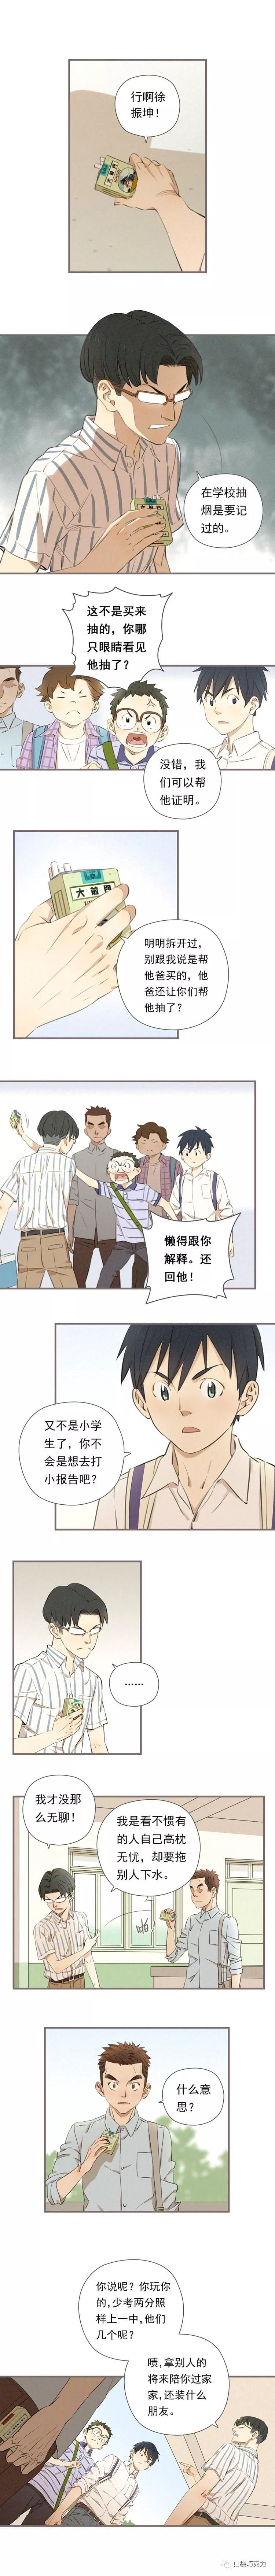 行啊徐
振坤！
在学校抽
烟是要记
过的。
这不是买来
抽的，你哪
只眼睛看见
他抽了？
没错，我
们可以帮
他证明。
大前门
明明拆开过，
别跟我说是帮
他爸买的，他
爸还让你们帮
他抽了？
懒得跟你
解释。还
回他！
又不是小学
生了，你不
会是想去打
小报告吧？
……
我才没那
么无聊！
我是看不惯有
的人自己高枕
无忧，却要拖
别人下水。
什么意
思？
你说呢？你玩你
的，少考两分照
样上一中，他们
几个呢？
啧，拿别人的
将来陪你过家
家，还装什么
朋友。
口袋巧克力